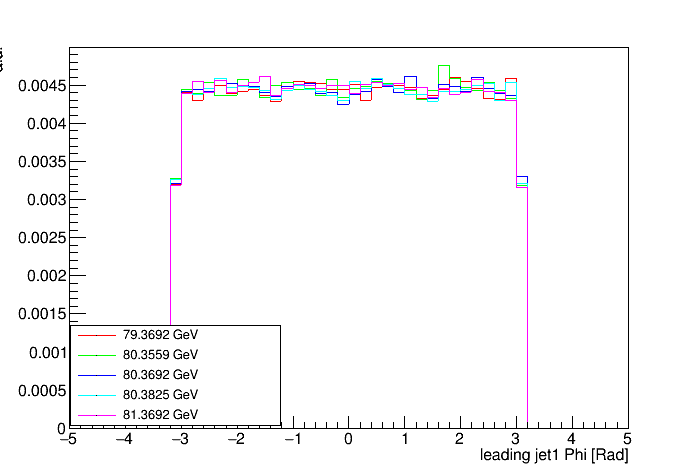 0.0045
0.004
0.0035
0.003
0.0025
0.002
0.0015
0.001
0.0005
0
79.3692 GeV
80.3559 GeV
80.3692 GeV
80.3825 GeV
81.3692 GeV
−5 −4 −3 −2 −1 0 1 2 3 4 5
leading jet1 Phi [Rad]